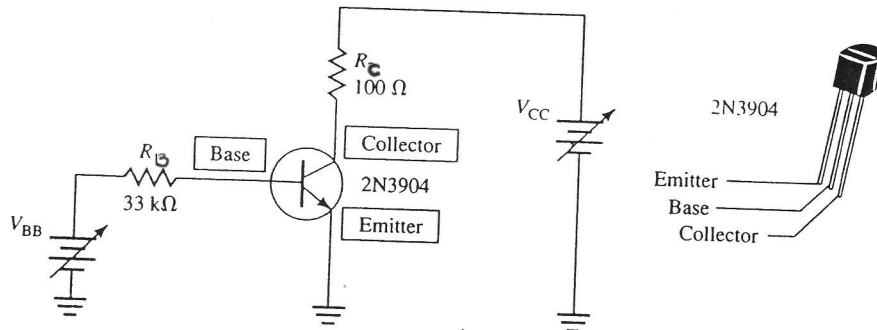 R_C
100 Ω
V_CC
2N3904
R_B
Base
Collector
33 kΩ
2N3904
Emitter
V_BB
Emitter
Base
Collector